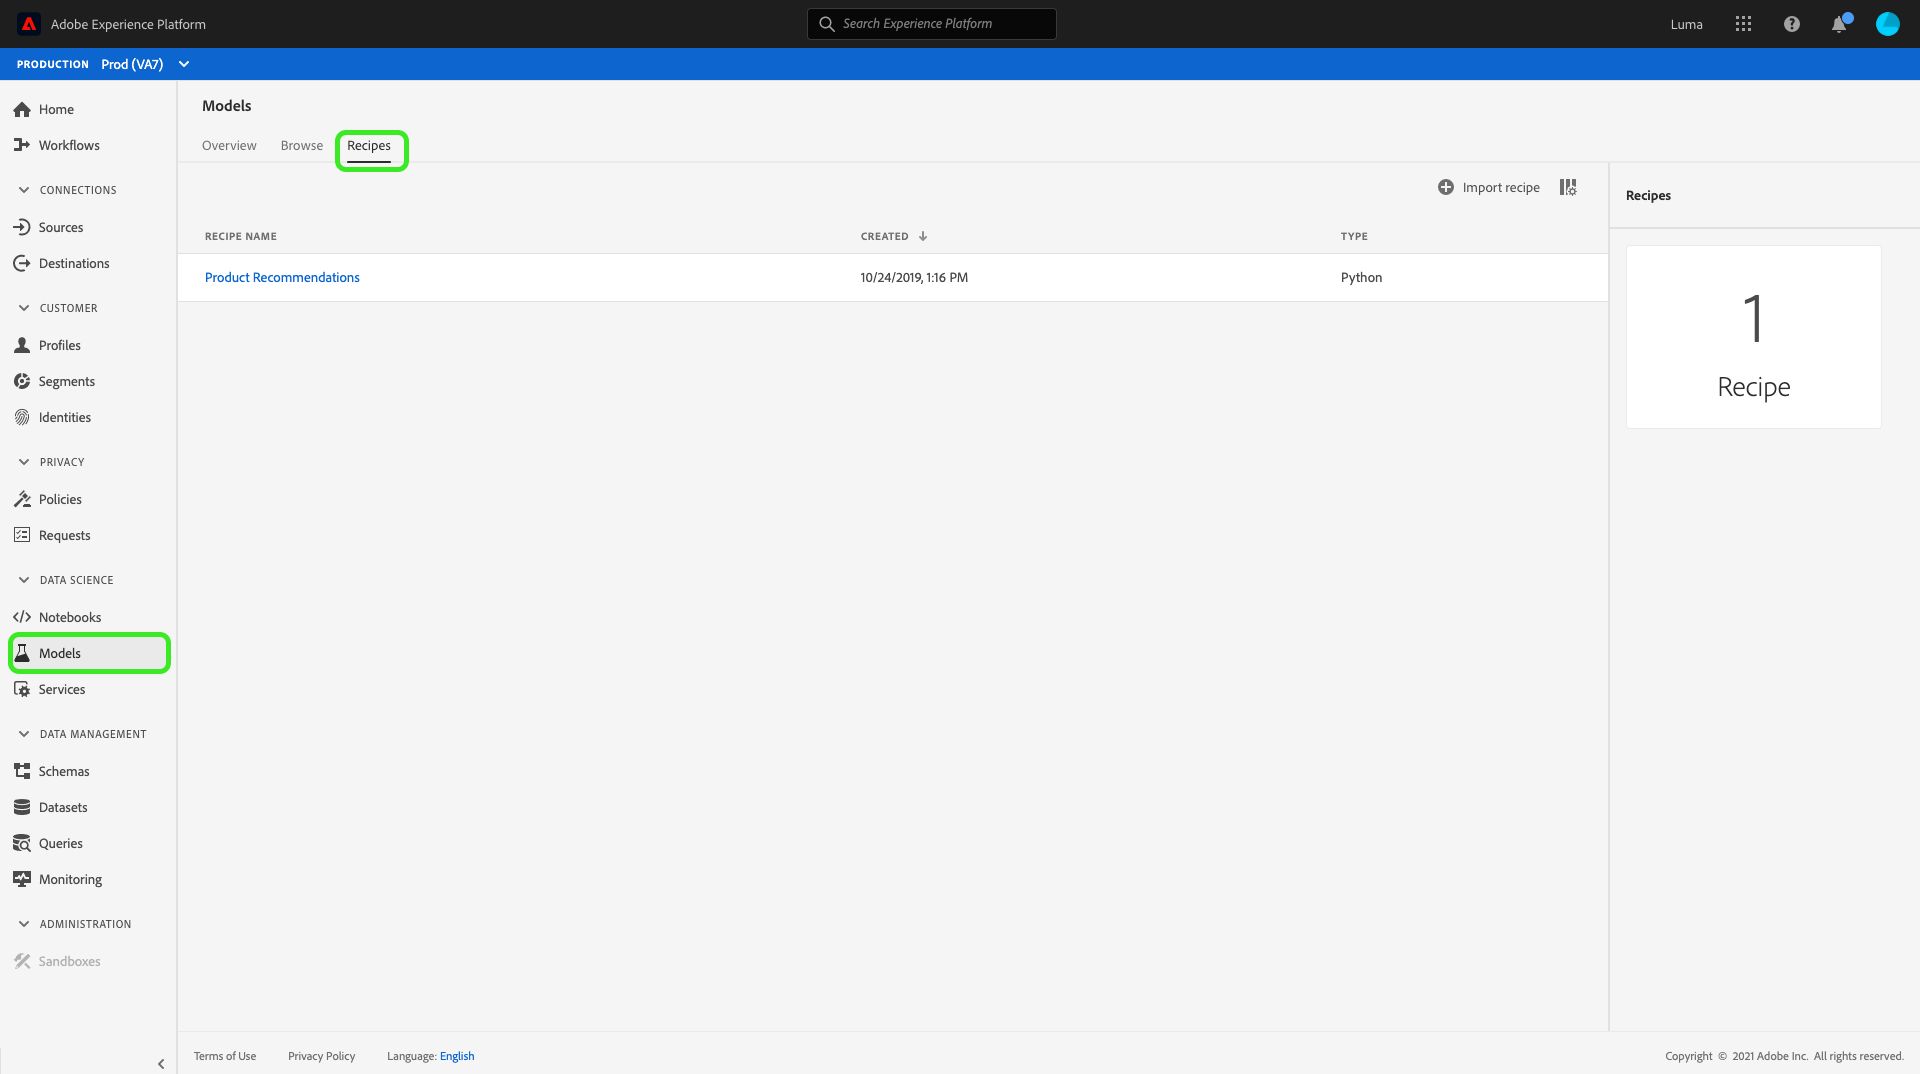 Adobe Experience Platform
Search Experience Platform
Luma
PRODUCTION Prod (VA7)
Home
Workflows
CONNECTIONS
Sources
Destinations
CUSTOMER
Profiles
Segments
Identities
PRIVACY
Policies
Requests
DATA SCIENCE
Notebooks
Models
Services
DATA MANAGEMENT
Schemas
Datasets
Queries
Monitoring
ADMINISTRATION
Sandboxes
Models
Overview Browse Recipes
Import recipe
RECIPE NAME CREATED TYPE
Product Recommendations 10/24/2019, 1:16 PM Python
Recipes
1
Recipe
Terms of Use Privacy Policy Language: English
Copyright © 2021 Adobe Inc. All rights reserved.